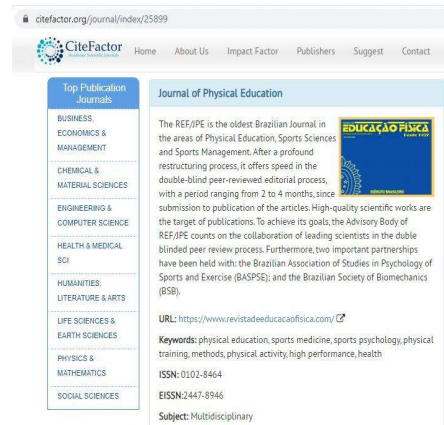 citefactor.org/journal/index/25899
CiteFactor
Academic Scientific Journals
Home About Us Impact Factor Publishers Suggest Contact
Top Publication
Journals
BUSINESS,
ECONOMICS &
MANAGEMENT
CHEMICAL &
MATERIAL SCIENCES
ENGINEERING &
COMPUTER SCIENCE
HEALTH & MEDICAL
SCI
HUMANITIES,
LITERATURE & ARTS
LIFE SCIENCES &
EARTH SCIENCES
PHYSICS &
MATHEMATICS
SOCIAL SCIENCES
Journal of Physical Education
The REF/JPE is the oldest Brazilian Journal in
the areas of Physical Education, Sports Sciences
and Sports Management. After a profound
restructuring process, it offers speed in the
double-blind peer-reviewed editorial process,
with a period ranging from 2 to 4 months, since
submission to publication of the articles. High-quality scientific works are
the target of publications. To achieve its goals, the Advisory Body of
REF/JPE counts on the collaboration of leading scientists in the duble
blinded peer review process. Furthermore, two important partnerships
have been held with: the Brazilian Association of Studies in Psychology of
Sports and Exercise (BASPSE); and the Brazilian Society of Biomechanics
(BSB).
EDUCAÇÃO FÍSICA
Desde 1932
EXÉRCITO BRASILEIRO
URL: https://www.revistadeeducacaofisica.com/
Keywords: physical education, sports medicine, sports psychology, physical
training, methods, physical activity, high performance, health
ISSN: 0102-8464
EISSN:2447-8946
Subject: Multidisciplinary